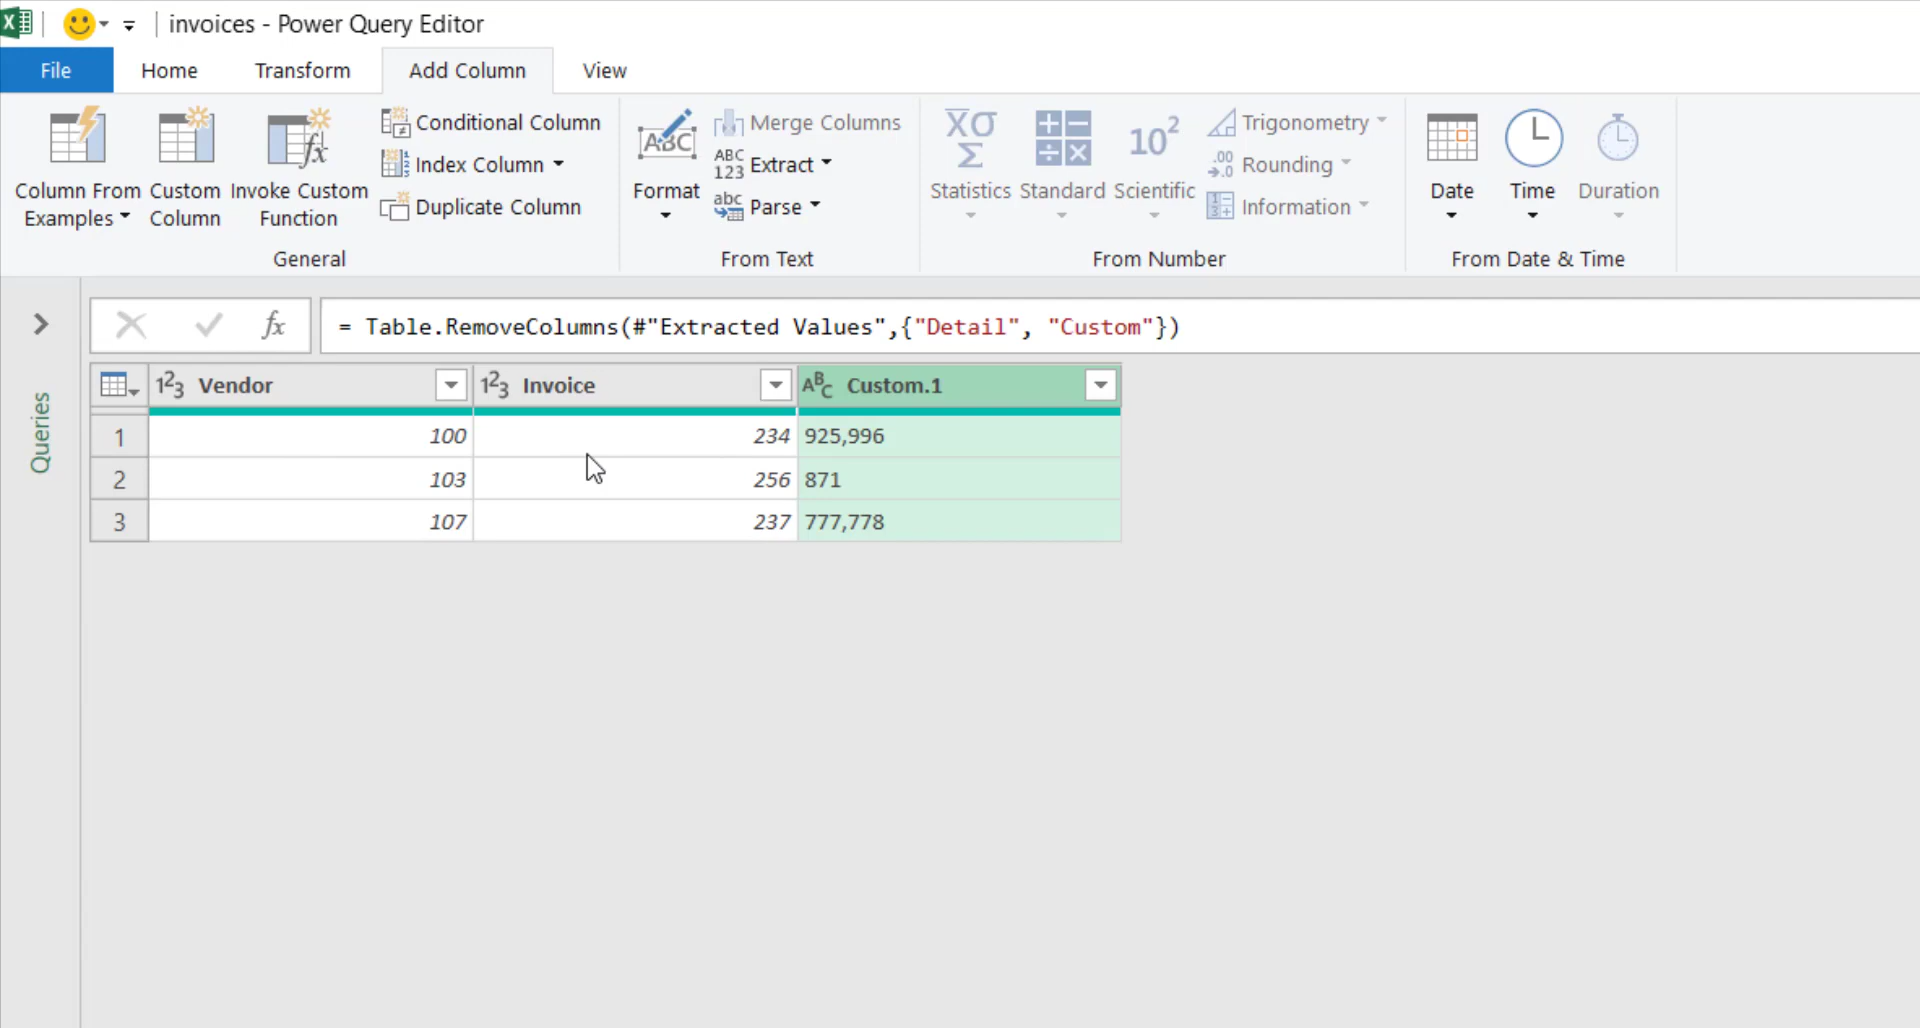 invoices - Power Query Editor
File Home Transform Add Column View
Column From Examples
Custom Column
Invoke Custom Function
Conditional Column
Index Column
Duplicate Column
General
Format
Merge Columns
Extract
Parse
From Text
Statistics
Standard
Scientific
10²
Trigonometry
Rounding
Information
From Number
Date
Time
Duration
From Date & Time
= Table.RemoveColumns(#"Extracted Values",{"Detail", "Custom"})
Queries
Vendor Invoice Custom.1
1 100 234 925,996
2 103 256 871
3 107 237 777,778